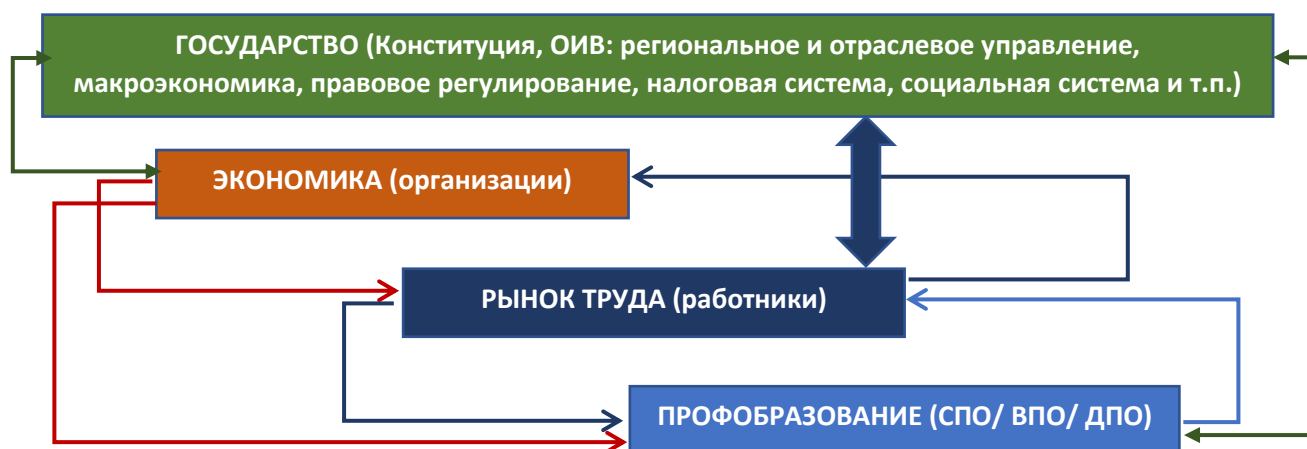 ГОСУДАРСТВО (Конституция, ОИВ: региональное и отраслевое управление,
макроэкономика, правовое регулирование, налоговая система, социальная система и т.п.)
ЭКОНОМИКА (организации)
РЫНОК ТРУДА (работники)
ПРОФОБРАЗОВАНИЕ (СПО/ ВПО/ ДПО)